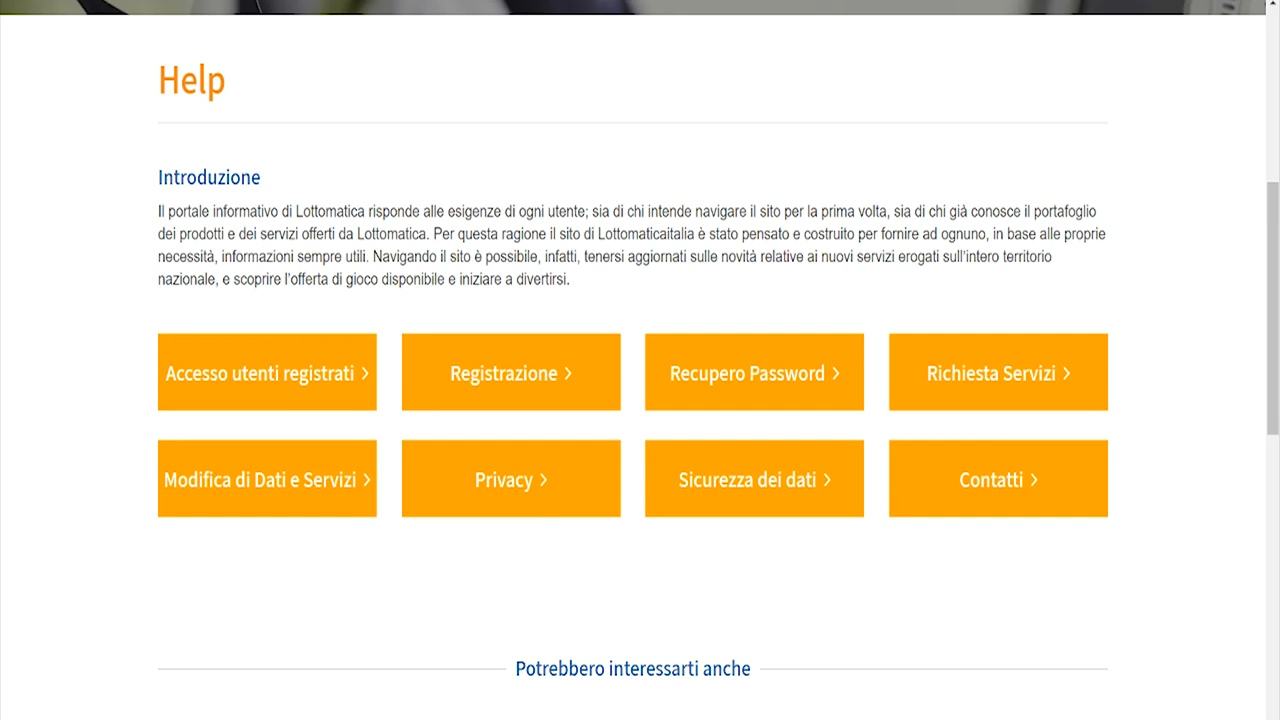 Help
Introduzione
Il portale informativo di Lottomatica risponde alle esigenze di ogni utente; sia di chi intende navigare il sito per la prima volta, sia di chi già conosce il portafoglio
dei prodotti e dei servizi offerti da Lottomatica. Per questa ragione il sito di Lottomaticaitalia è stato pensato e costruito per fornire ad ognuno, in base alle proprie
necessità, informazioni sempre utili. Navigando il sito è possibile, infatti, tenersi aggiornati sulle novità relative ai nuovi servizi erogati sull'intero territorio
nazionale, e scoprire l'offerta di gioco disponibile e iniziare a divertirsi.
Accesso utenti registrati >
Registrazione >
Recupero Password >
Richiesta Servizi >
Modifica di Dati e Servizi >
Privacy >
Sicurezza dei dati >
Contatti >
Potrebbero interessarti anche